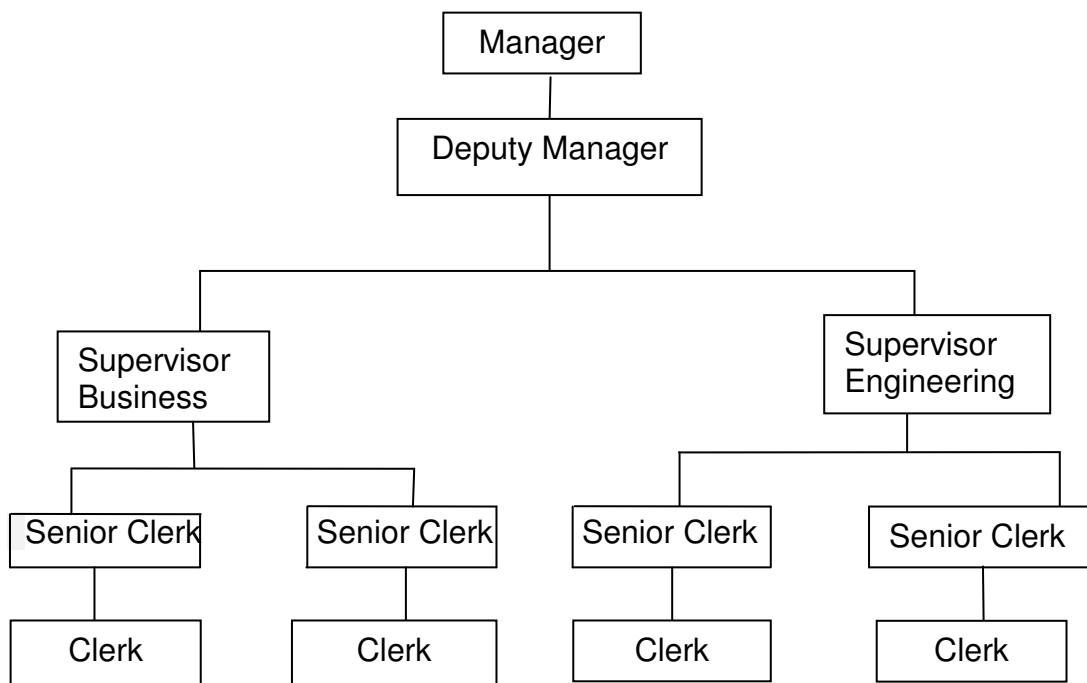 Manager
Deputy Manager
Supervisor
Business
Supervisor
Engineering
Senior Clerk
Senior Clerk
Senior Clerk
Senior Clerk
Clerk
Clerk
Clerk
Clerk